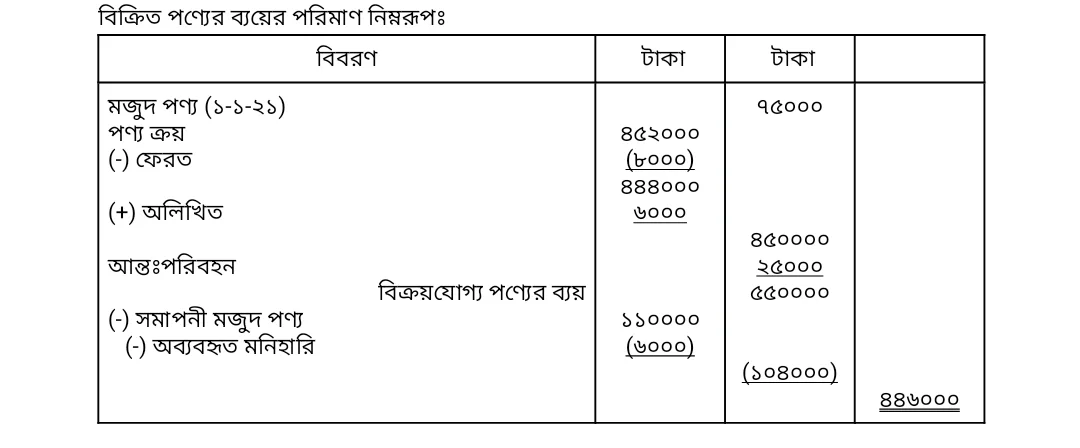 বিক্রিত পণ্যের ব্যয়ের পরিমাণ নিম্নরূপঃ
বিবরণ টাকা টাকা
মজুদ পণ্য (১-১-২১) ৭৫০০০
পণ্য ক্রয় ৪৫২০০০
(-) ফেরত (৮০০০)
৪৪৪০০০
(+) অলিখিত ৬০০০
৪৫০০০০
আন্তঃপরিবহন ২৫০০০
বিক্রয়যোগ্য পণ্যের ব্যয় ৫৫০০০০
(-) সমাপনী মজুদ পণ্য ১১০০০০
(-) অব্যবহৃত মনিহারি (৬০০০)
(১০৪০০০)
৪৪৬০০০